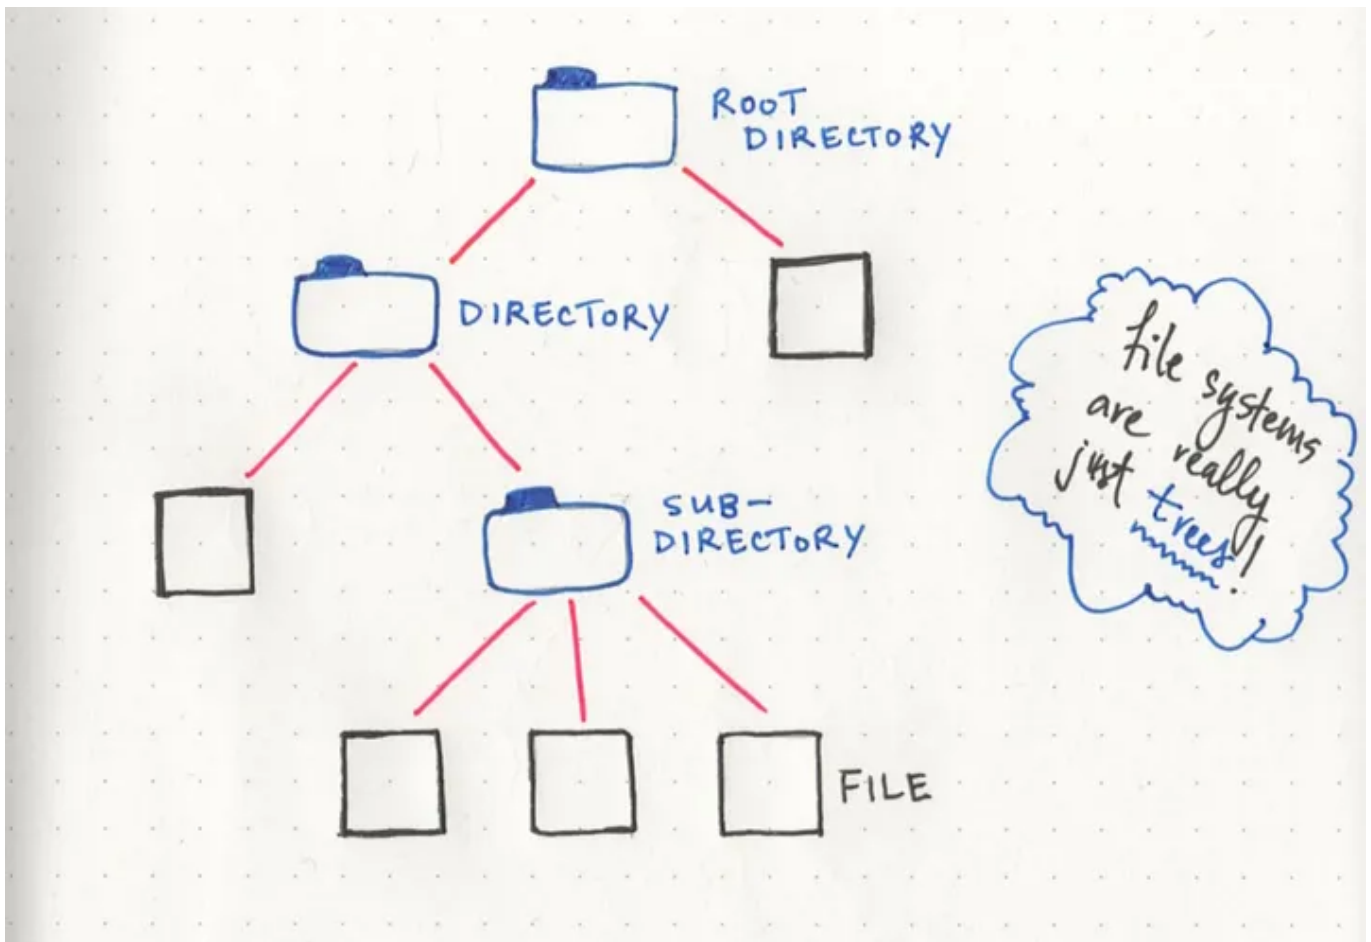 ROOT
DIRECTORY
DIRECTORY
file systems
are really
just trees!
SUB-
DIRECTORY
FILE